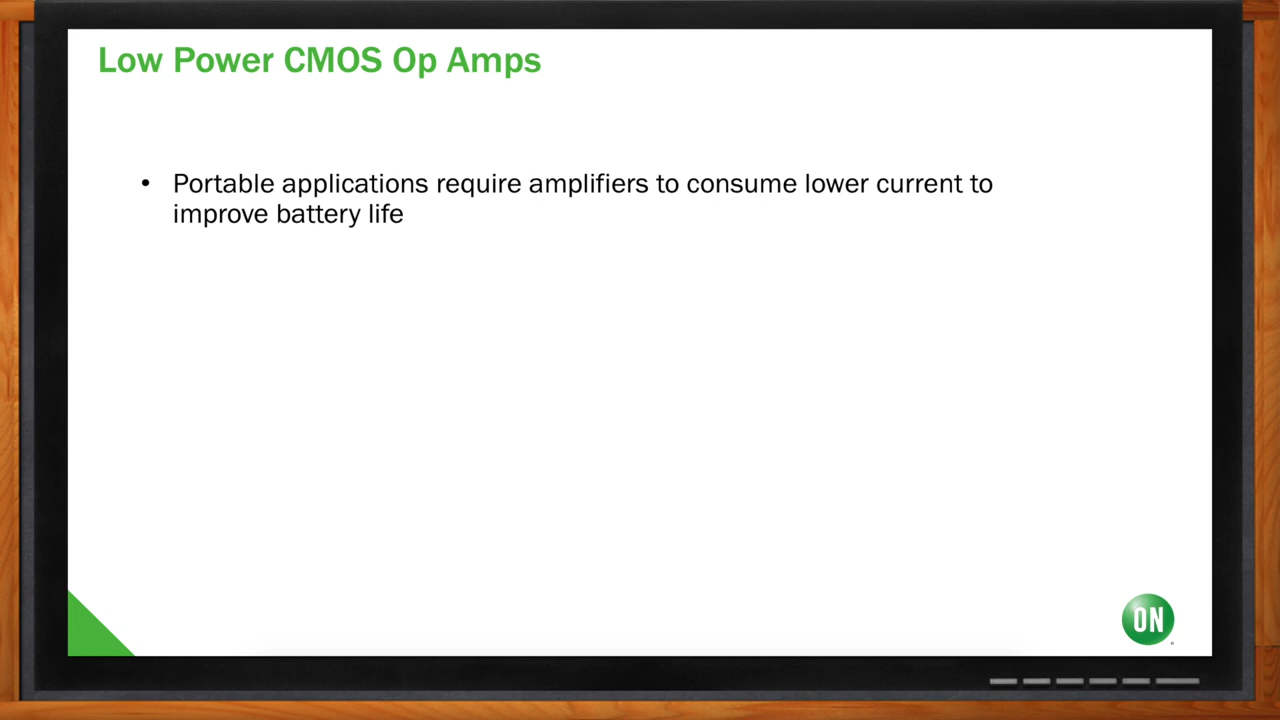 Low Power CMOS Op Amps
• Portable applications require amplifiers to consume lower current to
improve battery life
ON